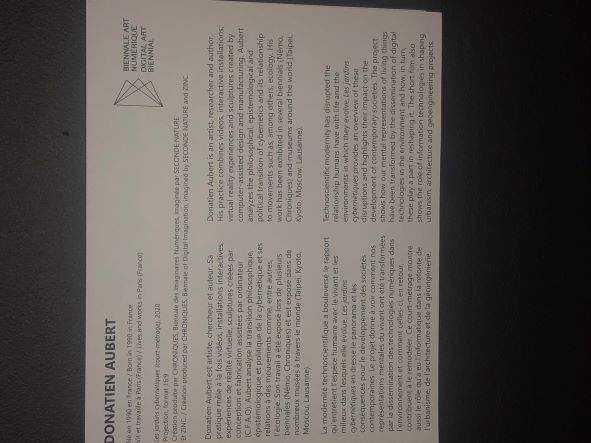 DONATIEN AUBERT
Né en 1990 en France / Born in 1990 in France
Vit et travaille à Paris (France) / Lives and works in Paris (France)
Les jardins cybernétiques (court-métrage), 2020
Projection, format 16:9
Création produite par CHRONIQUES, Biennale des Imaginaires Numériques, imaginée par SECONDE NATURE
Et ZINC. / Création produced par CHRONIQUES, Biennale of Digital Imagination, imagined by SECONDE NATURE and ZINC.
BIENNALE ART
NUMÉRIQUE
DIGITAL ART
BIENNIAL
Donatien Aubert est artiste, chercheur et auteur. Sa
pratique mêle à la fois vidéos, installations interactives,
expériences de réalité virtuelle, sculptures créées par
conception et fabrication assistées par ordinateur
(C.F.A.O). Aubert analyse la transition philosophique,
épistémologique et politique de la cybernétique et ses
relations à des mouvements comme, entre autres,
l'écologie. Son travail a été exposé lors de plusieurs
biennales (Némo, Chroniques) et est exposé dans de
nombreux musées à travers le monde (Taipei, Kyoto,
Moscou, Lausanne).
La modernité technoscientifique a bouleversé le rapport
qu'entretient l'espèce humaine avec le vivant et les
milieux dans lesquels elle évolue. Les jardins
cybernétiques en dresse le panorama et les
conséquences pour le développement des sociétés
contemporaines. Le projet donne à voir comment nos
représentations mentales du vivant ont été transformées
par la dissémination des technologies numériques dans
l'environnement et comment celles-ci, en retour,
contribuent à le remodeler. Ce court-métrage montre
aussi le rôle qu'a eu l'informatique dans la refonte de
l'urbanisme, de l'architecture et de la géoingénierie.
Donatien Aubert is an artist, researcher and author.
His practice combines videos, interactive installations,
virtual reality experiences and sculptures created by
computer-assisted design and manufacturing. Aubert
analyzes the philosophical, epistemological and
political transition of cybernetics and its relationship
to movements such as, among others, ecology. His
work has been exhibited in several biennials (Némo,
Chroniques) and museums around the world (Taipei,
Kyoto, Moscow, Lausanne).
Technoscientific modernity has disrupted the
relationship humans have with life and the
environments in which they evolve. Les jardins
cybernétiques provides an overview of these
disruptions and highlights their impact on the
development of contemporary societies. The project
shows how our mental representations of living things
have been transformed by the dissemination of digital
technologies in the environment and how, in turn,
these play a part in reshaping it. The short film also
shows the role of information technologies in shaping
urbanism, architecture and geoengineering projects.